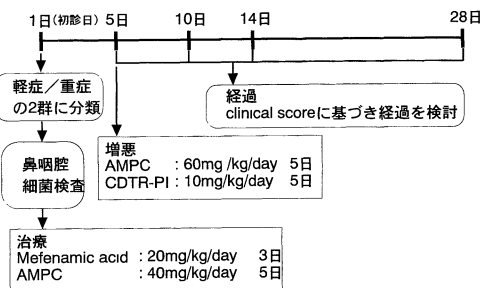 1日(初診日) 5日 10日 14日 28日
軽症／重症
の2群に分類
経過
clinical scoreに基づき経過を検討
鼻咽腔
細菌検査
増悪
AMPC : 60mg /kg/day 5日
CDTR-PI : 10mg/kg/day 5日
治療
Mefenamic acid : 20mg/kg/day 3日
AMPC : 40mg/kg/day 5日